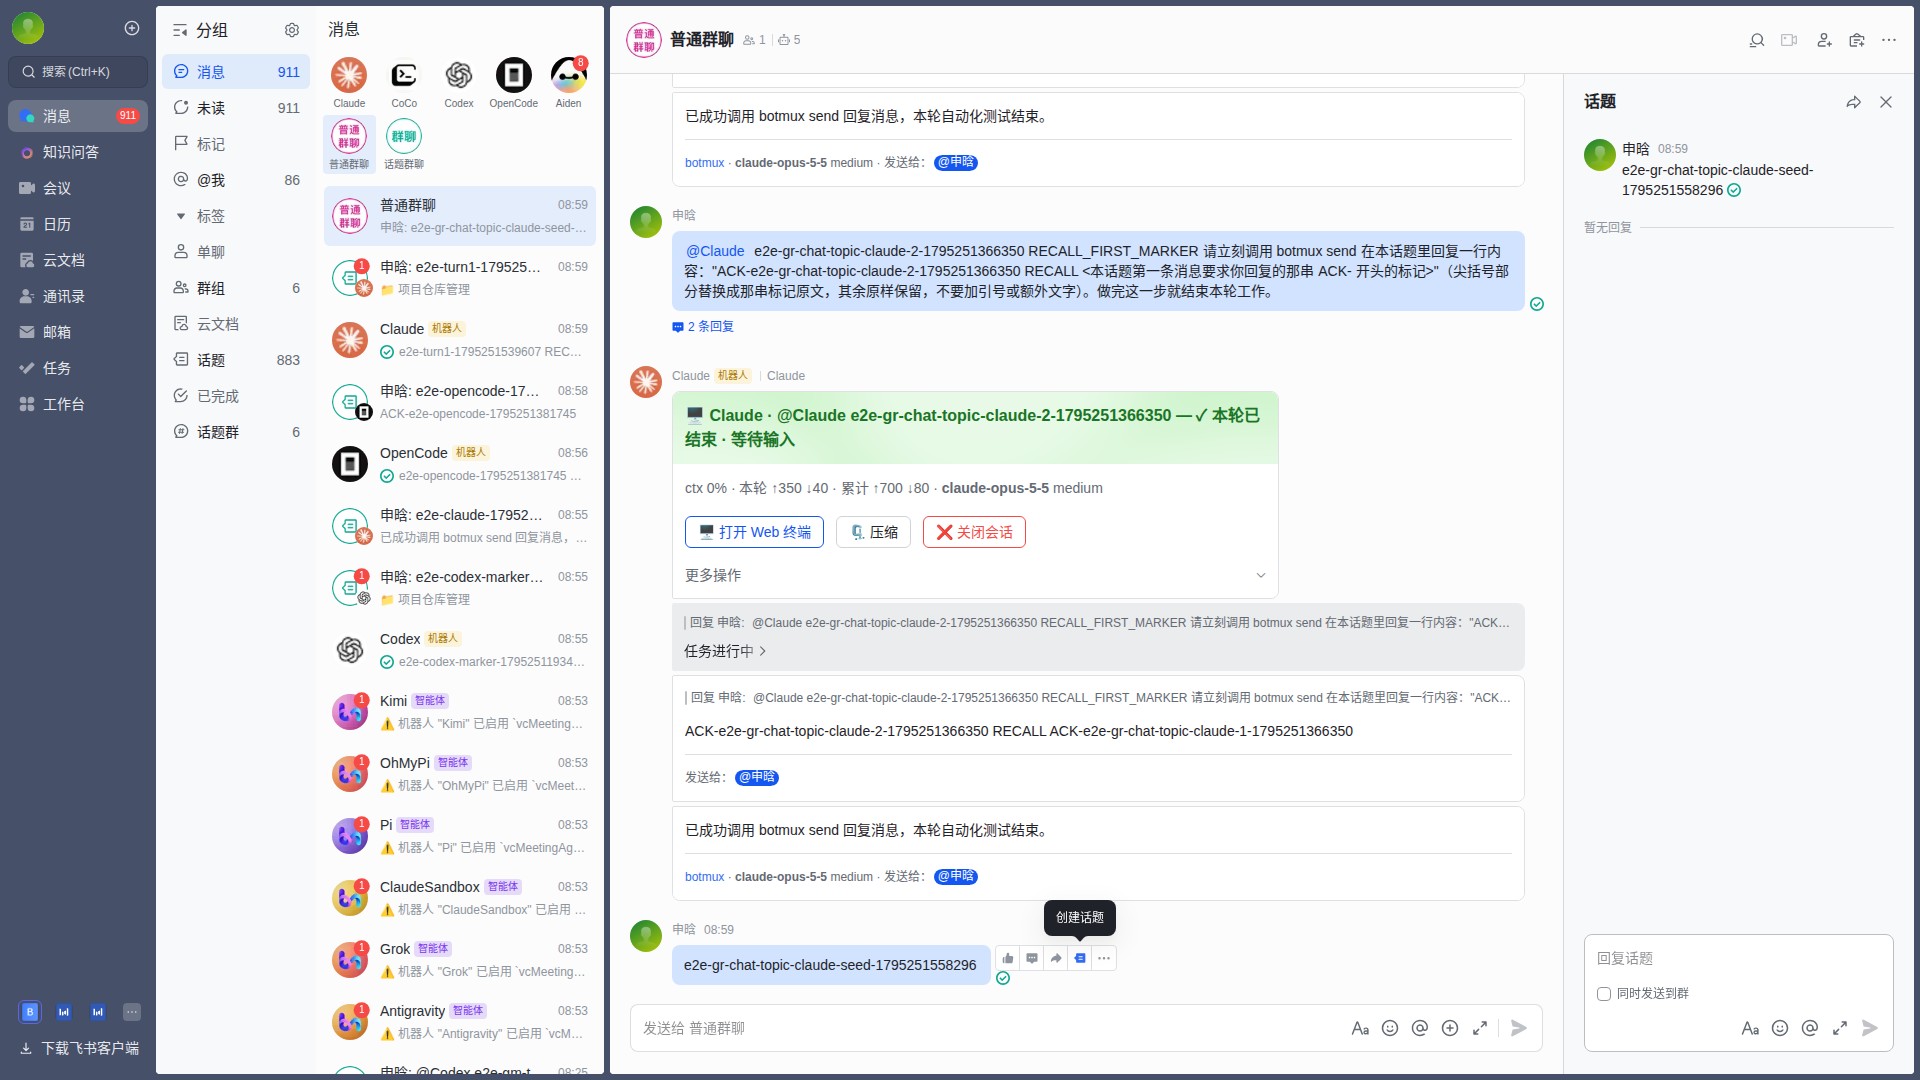 搜索 (Ctrl+K)
消息 911
知识问答
会议
日历
云文档
通讯录
邮箱
任务
工作台
下载飞书客户端
分组
消息 911
未读 911
标记
@我 86
标签
单聊
群组 6
云文档
话题 883
已完成
话题群 6
消息
Claude
CoCo
Codex
OpenCode
8
Aiden
普通群聊
普通群聊
群聊
话题群聊
普通群聊
普通群聊 08:59
申晗: e2e-gr-chat-topic-claude-seed-...
1
申晗: e2e-turn1-179525... 08:59
项目仓库管理
Claude 机器人 08:59
e2e-turn1-1795251539607 REC...
申晗: e2e-opencode-17... 08:58
ACK-e2e-opencode-1795251381745
OpenCode 机器人 08:56
e2e-opencode-1795251381745 ...
申晗: e2e-claude-17952... 08:55
已成功调用 botmux send 回复消息，...
1
申晗: e2e-codex-marker... 08:55
项目仓库管理
Codex 机器人 08:55
e2e-codex-marker-17952511934...
1
Kimi 智能体 08:53
机器人 "Kimi" 已启用 `vcMeeting...
1
OhMyPi 智能体 08:53
机器人 "OhMyPi" 已启用 `vcMeet...
1
Pi 智能体 08:53
机器人 "Pi" 已启用 `vcMeetingAg...
1
ClaudeSandbox 智能体 08:53
机器人 "ClaudeSandbox" 已启用 ...
1
Grok 智能体 08:53
机器人 "Grok" 已启用 `vcMeeting...
1
Antigravity 智能体 08:53
机器人 "Antigravity" 已启用 `vcM...
申晗: @Codex e2e-gm-t... 08:25
普通群聊
普通群聊 1 5
已成功调用 botmux send 回复消息，本轮自动化测试结束。
botmux · claude-opus-5-5 medium · 发送给： @申晗
申晗
@Claude e2e-gr-chat-topic-claude-2-1795251366350 RECALL_FIRST_MARKER 请立刻调用 botmux send 在本话题里回复一行内
容："ACK-e2e-gr-chat-topic-claude-2-1795251366350 RECALL <本话题第一条消息要求你回复的那串 ACK- 开头的标记>"（尖括号部
分替换成那串标记原样，其余原样保留，不要加引号或额外文字）。做完这一步就结束本轮工作。
2 条回复
Claude 机器人 Claude
Claude · @Claude e2e-gr-chat-topic-claude-2-1795251366350 — ✓ 本轮已
结束 · 等待输入
ctx 0% · 本轮 ↑350 ↓40 · 累计 ↑700 ↓80 · claude-opus-5-5 medium
打开 Web 终端 压缩 关闭会话
更多操作
回复 申晗： @Claude e2e-gr-chat-topic-claude-2-1795251366350 RECALL_FIRST_MARKER 请立刻调用 botmux send 在本话题里回复一行内容："ACK...
任务进行中
回复 申晗： @Claude e2e-gr-chat-topic-claude-2-1795251366350 RECALL_FIRST_MARKER 请立刻调用 botmux send 在本话题里回复一行内容："ACK...
ACK-e2e-gr-chat-topic-claude-2-1795251366350 RECALL ACK-e2e-gr-chat-topic-claude-1-1795251366350
发送给： @申晗
已成功调用 botmux send 回复消息，本轮自动化测试结束。
botmux · claude-opus-5-5 medium · 发送给： @申晗
创建话题
申晗 08:59
e2e-gr-chat-topic-claude-seed-1795251558296
发送给 普通群聊
话题
申晗 08:59
e2e-gr-chat-topic-claude-seed-
1795251558296
暂无回复
回复话题
同时发送到群